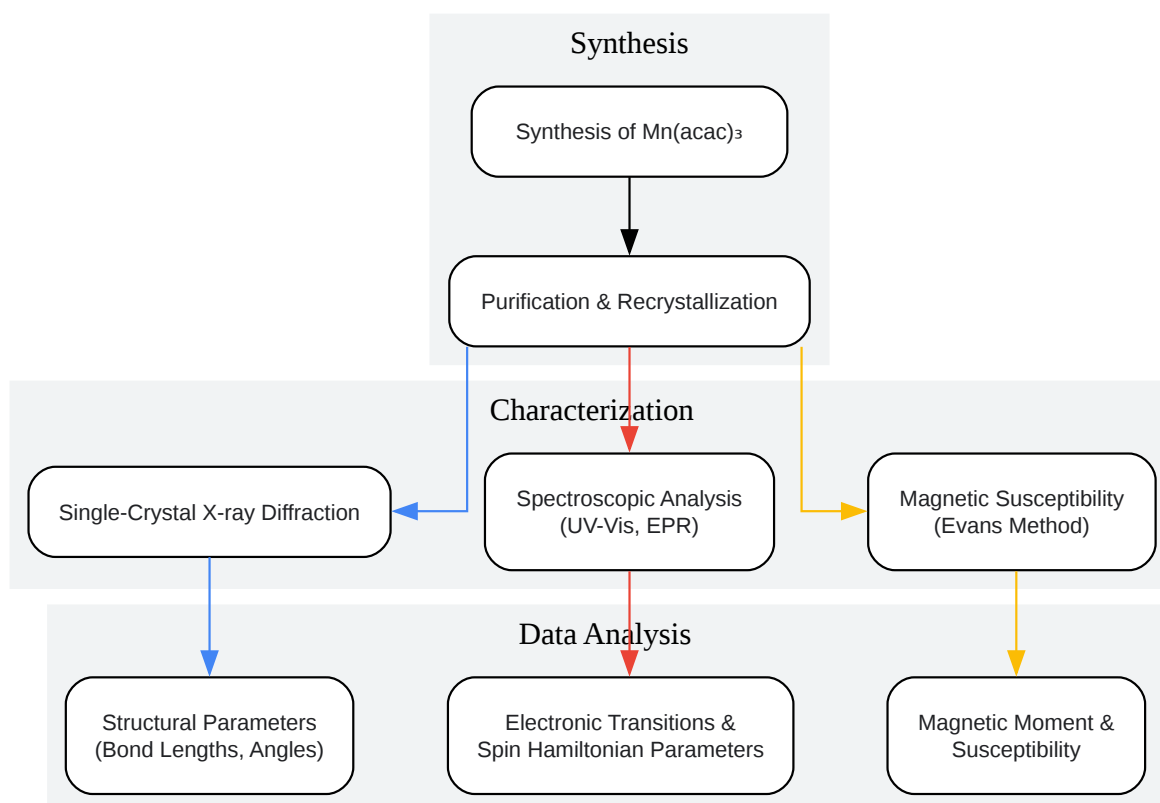 Synthesis
Synthesis of Mn(acac)₃
Purification & Recrystallization
Characterization
Single-Crystal X-ray Diffraction
Spectroscopic Analysis
(UV-Vis, EPR)
Magnetic Susceptibility
(Evans Method)
Data Analysis
Structural Parameters
(Bond Lengths, Angles)
Electronic Transitions &
Spin Hamiltonian Parameters
Magnetic Moment &
Susceptibility